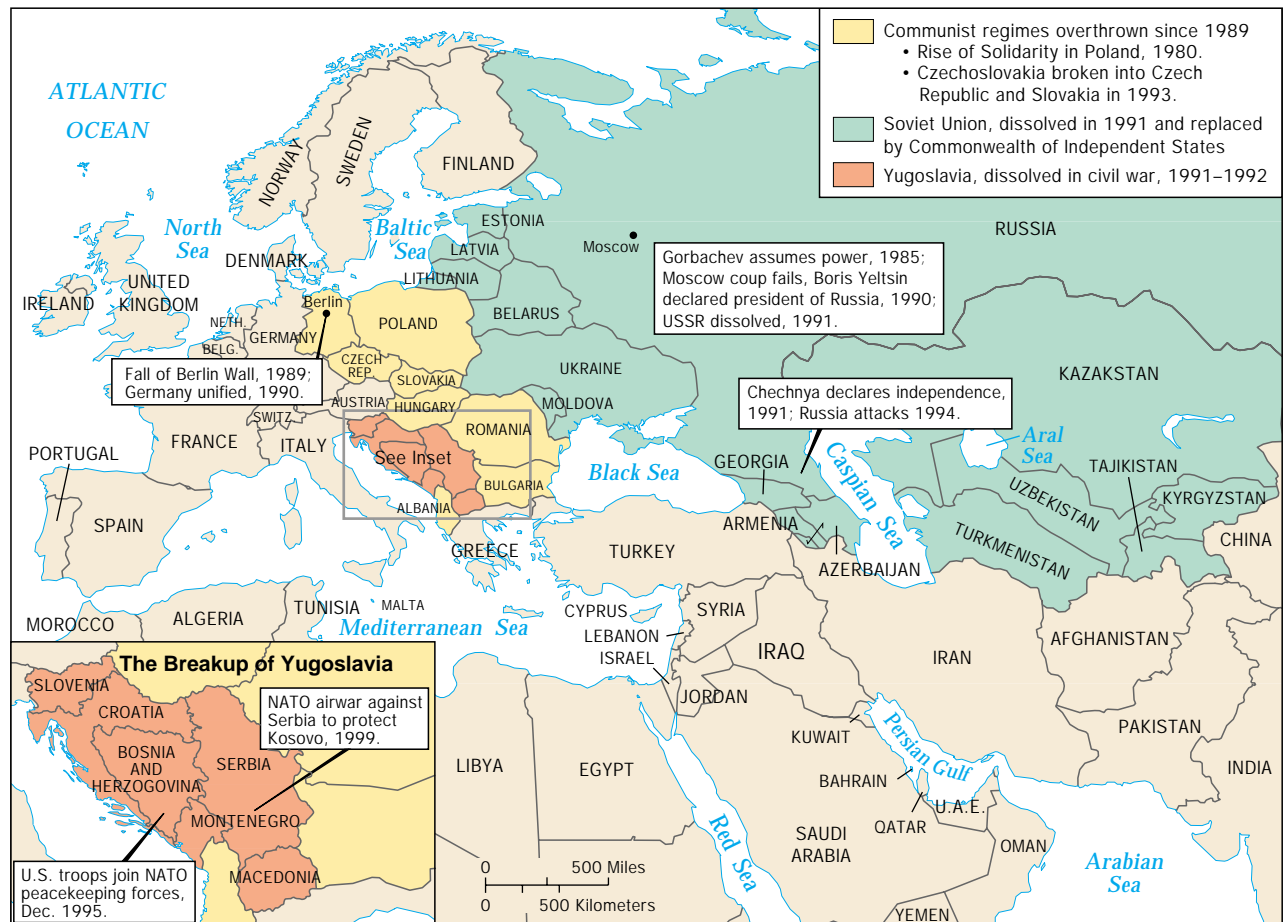 Communist regimes overthrown since 1989
• Rise of Solidarity in Poland, 1980.
• Czechoslovakia broken into Czech
Republic and Slovakia in 1993.
Soviet Union, dissolved in 1991 and replaced
by Commonwealth of Independent States
Yugoslavia, dissolved in civil war, 1991–1992
ATLANTIC
OCEAN
NORWAY
SWEDEN
FINLAND
North
Sea
Baltic
Sea
ESTONIA
LATVIA
LITHUANIA
Moscow
RUSSIA
DENMARK
UNITED
KINGDOM
IRELAND
Gorbachev assumes power, 1985;
Moscow coup fails, Boris Yeltsin
declared president of Russia, 1990;
USSR dissolved, 1991.
Berlin
NETH.
GERMANY
BELG.
POLAND
BELARUS
CZECH
REP.
SLOVAKIA
UKRAINE
KAZAKSTAN
Fall of Berlin Wall, 1989;
Germany unified, 1990.
AUSTRIA
HUNGARY
MOLDOVA
SWITZ.
FRANCE
ITALY
ROMANIA
Chechnya declares independence,
1991; Russia attacks 1994.
PORTUGAL
SPAIN
See Inset
BULGARIA
ALBANIA
GREECE
Black Sea
GEORGIA
ARMENIA
AZERBAIJAN
Caspian Sea
Aral
Sea
TAJIKISTAN
UZBEKISTAN
KYRGYZSTAN
TURKMENISTAN
CHINA
TURKEY
MOROCCO
ALGERIA
TUNISIA
MALTA
Mediterranean Sea
CYPRUS
SYRIA
LEBANON
ISRAEL
JORDAN
IRAQ
IRAN
AFGHANISTAN
PAKISTAN
INDIA
KUWAIT
Persian Gulf
BAHRAIN
QATAR
U.A.E.
OMAN
SAUDI
ARABIA
LIBYA
EGYPT
Red Sea
Arabian
Sea
YEMEN
The Breakup of Yugoslavia
SLOVENIA
CROATIA
NATO airwar against
Serbia to protect
Kosovo, 1999.
BOSNIA
AND
HERZOGOVINA
SERBIA
MONTENEGRO
MACEDONIA
U.S. troops join NATO
peacekeeping forces,
Dec. 1995.
0 500 Miles
0 500 Kilometers